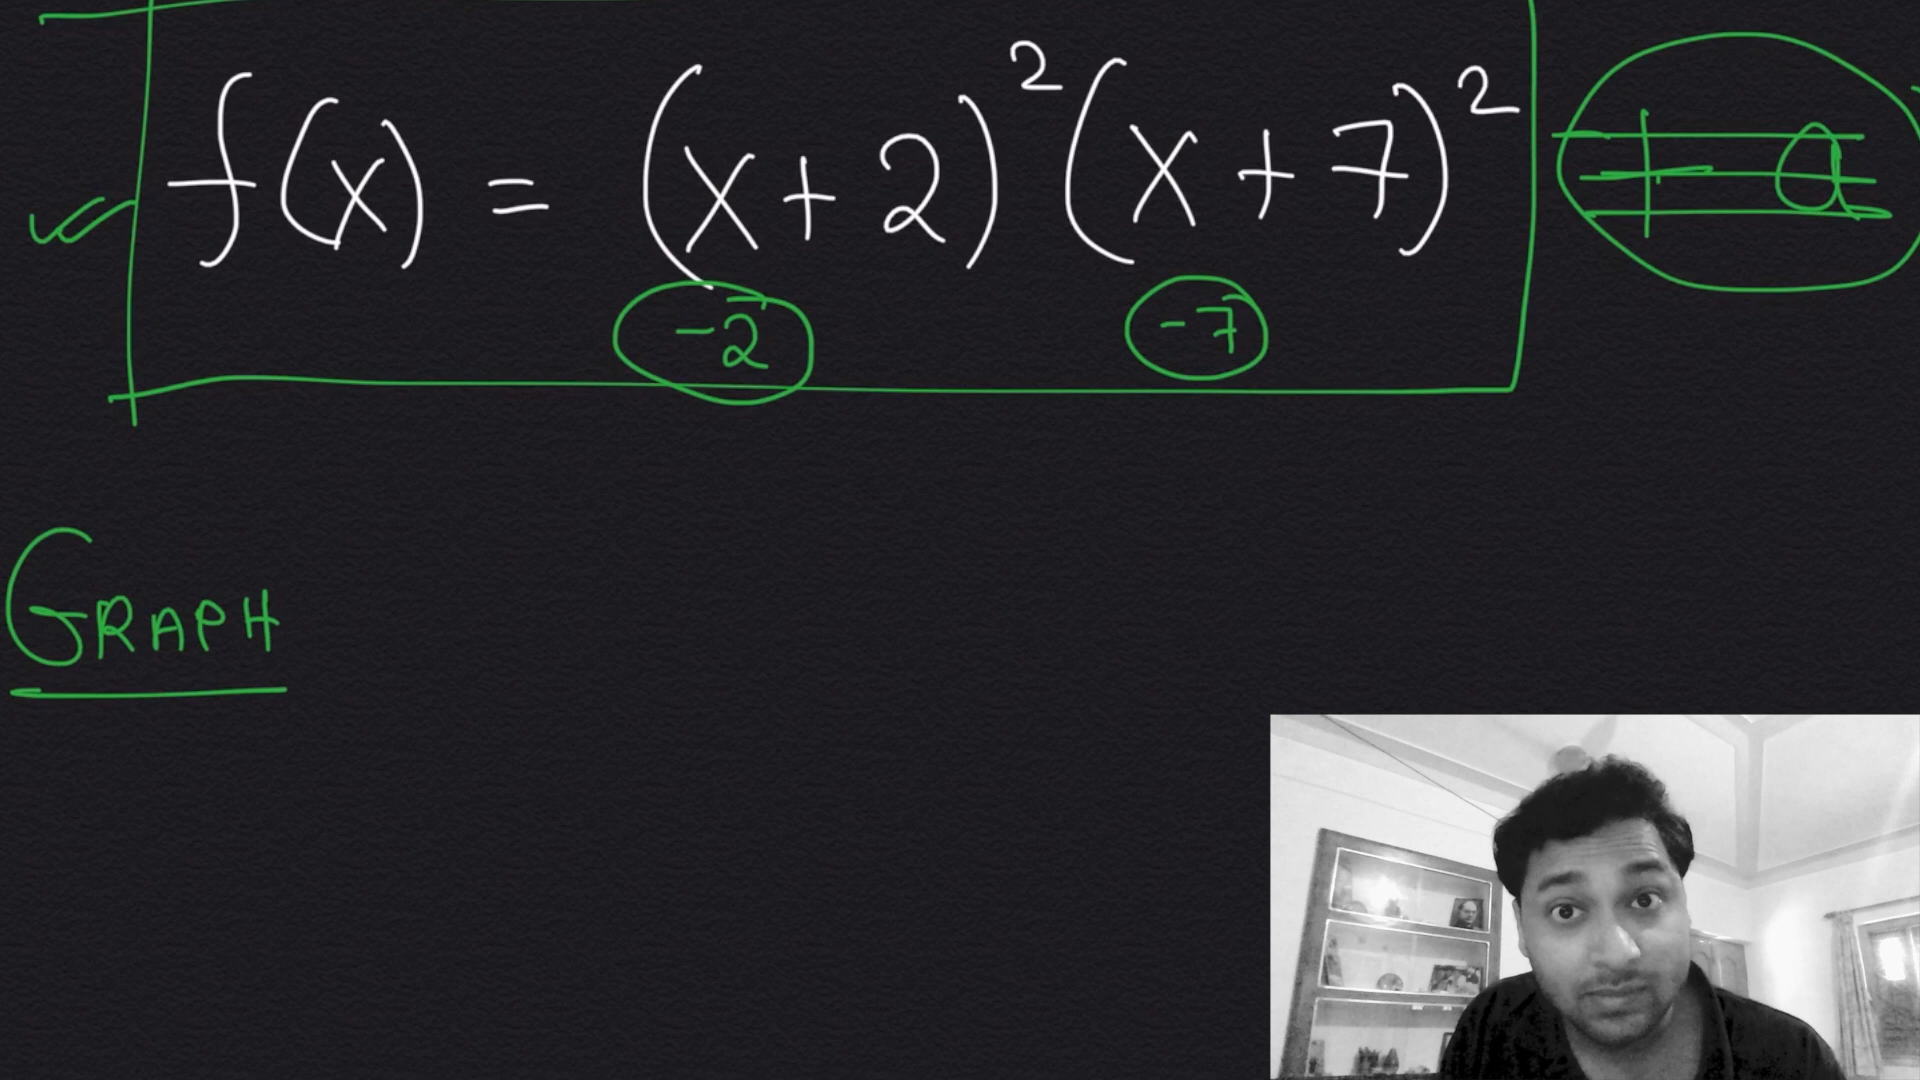 f(x) = (x+2)²(x+7)² + a
-2 -7
GRAPH